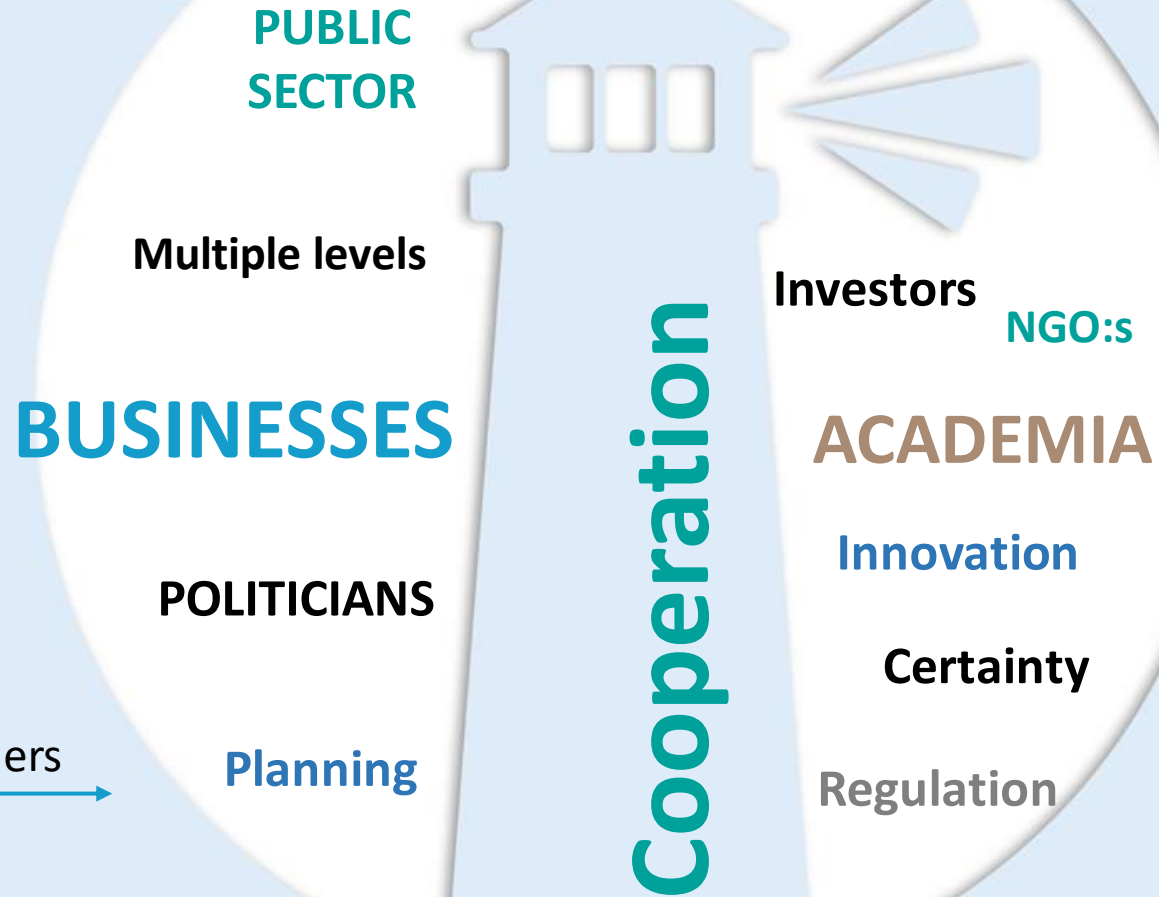 PUBLIC
SECTOR
Multiple levels
BUSINESSES
POLITICIANS
ers
Planning
Cooperation
Investors
NGO:s
ACADEMIA
Innovation
Certainty
Regulation